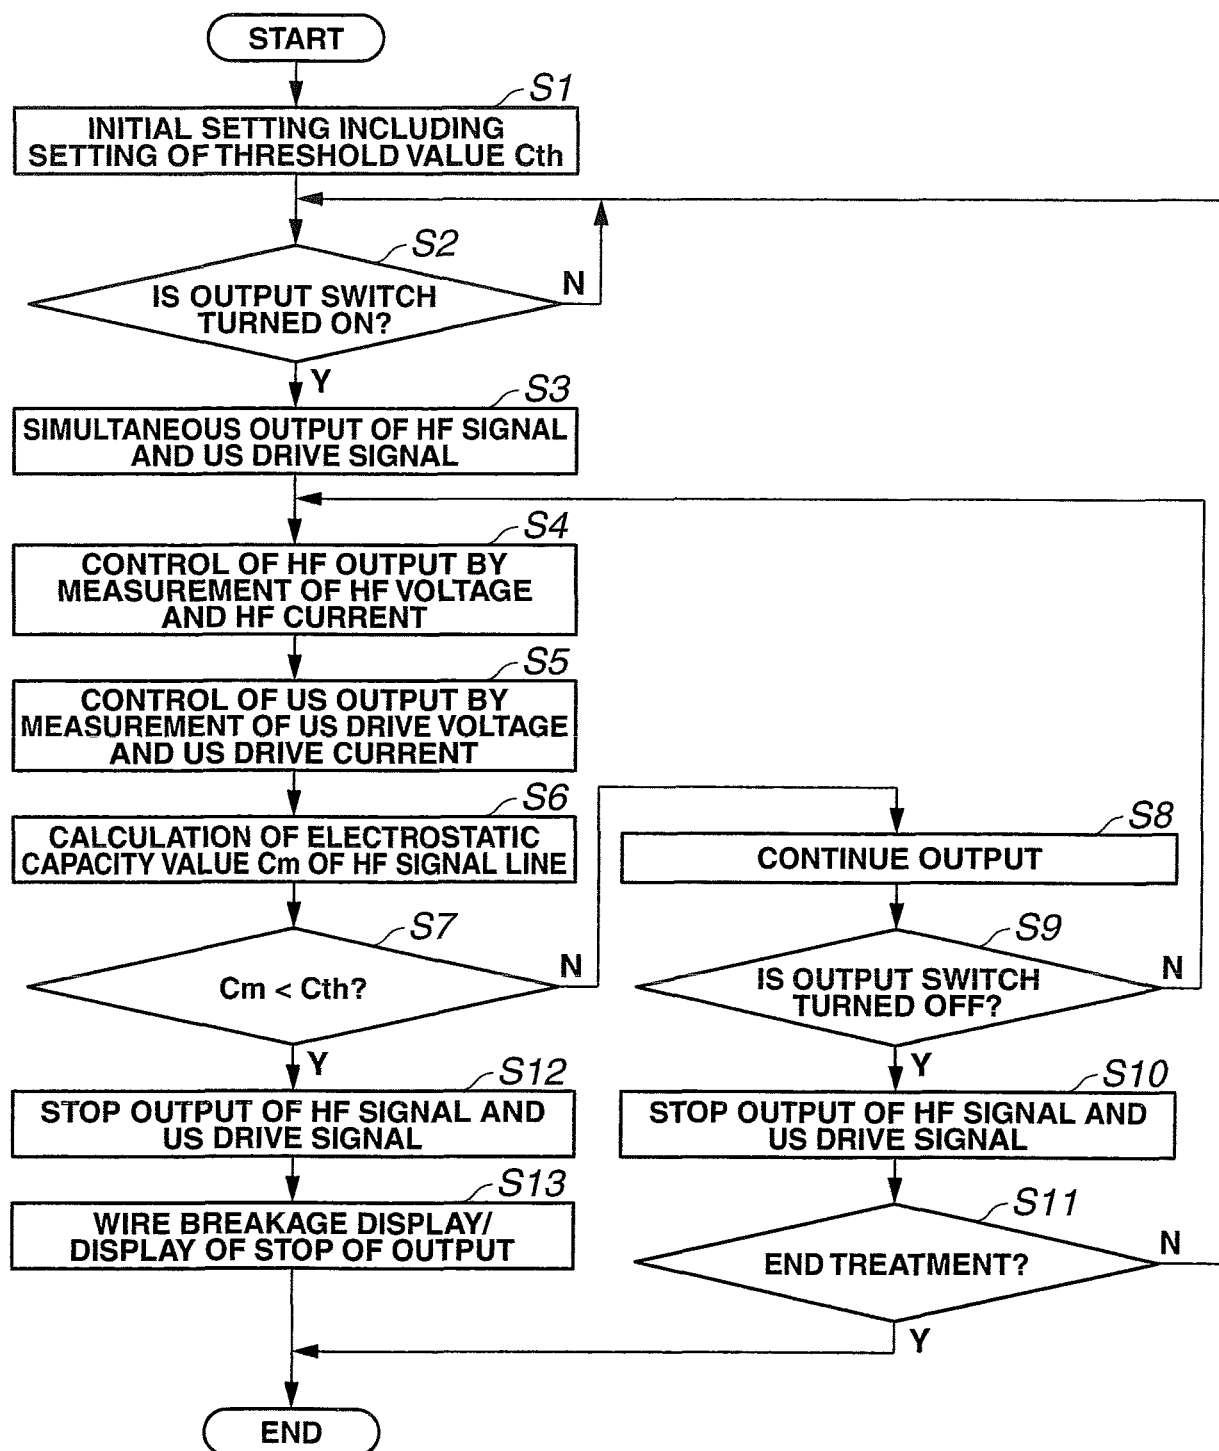 START
S1
INITIAL SETTING INCLUDING
SETTING OF THRESHOLD VALUE Cth
S2
IS OUTPUT SWITCH
TURNED ON?
N
Y
S3
SIMULTANEOUS OUTPUT OF HF SIGNAL
AND US DRIVE SIGNAL
S4
CONTROL OF HF OUTPUT BY
MEASUREMENT OF HF VOLTAGE
AND HF CURRENT
S5
CONTROL OF US OUTPUT BY
MEASUREMENT OF US DRIVE VOLTAGE
AND US DRIVE CURRENT
S6
CALCULATION OF ELECTROSTATIC
CAPACITY VALUE Cm OF HF SIGNAL LINE
S7
Cm < Cth?
N
Y
S8
CONTINUE OUTPUT
S9
IS OUTPUT SWITCH
TURNED OFF?
N
Y
S10
STOP OUTPUT OF HF SIGNAL AND
US DRIVE SIGNAL
S11
END TREATMENT?
N
Y
S12
STOP OUTPUT OF HF SIGNAL AND
US DRIVE SIGNAL
S13
WIRE BREAKAGE DISPLAY/
DISPLAY OF STOP OF OUTPUT
END